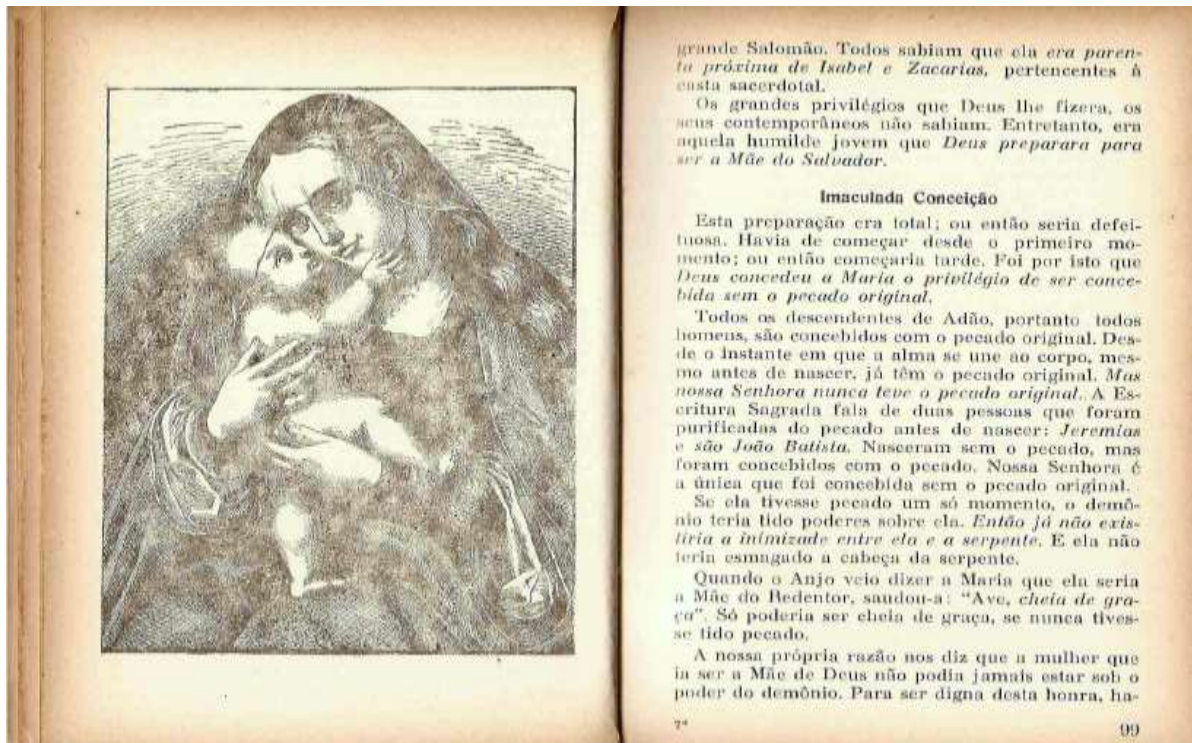 grande Salomão. Todos sabiam que ela era paren-
ta próxima de Isabel e Zacarias, pertencentes à
casta sacerdotal.
Os grandes privilégios que Deus lhe fizera, os
seus contemporâneos não sabiam. Entretanto, era
aquela humilde jovem que Deus preparara para
ser a Mãe do Salvador.
Imaculada Conceição
Esta preparação era total; ou então seria defei-
tuosa. Havia de começar desde o primeiro mo-
mento; ou então começaria tarde. Foi por isto que
Deus concedeu a Maria o privilégio de ser conce-
bida sem o pecado original.
Todos os descendentes de Adão, portanto todos
homens, são concebidos com o pecado original. Des-
de o instante em que a alma se une ao corpo, mes-
mo antes de nascer, já têm o pecado original. Mas
nossa Senhora nunca teve o pecado original. A Es-
critura Sagrada fala de duas pessoas que foram
purificadas do pecado antes de nascer: Jeremias
e são João Batista. Nasceram sem o pecado, mas
foram concebidos com o pecado. Nossa Senhora é
a única que foi concebida sem o pecado original.
Se ela tivesse pecado um só momento, o demô-
nio teria tido poderes sobre ela. Então já não exis-
tiria a inimizade entre ela e a serpente. E ela não
teria esmagado a cabeça da serpente.
Quando o Anjo veio dizer a Maria que ela seria
a Mãe do Redentor, saudou-a: “Ave, cheia de gra-
ça”. Só poderia ser cheia de graça, se nunca tives-
se tido pecado.
A nossa própria razão nos diz que a mulher que
ia ser a Mãe de Deus não podia jamais estar sob o
poder do demônio. Para ser digna desta honra, ha-
7*
99